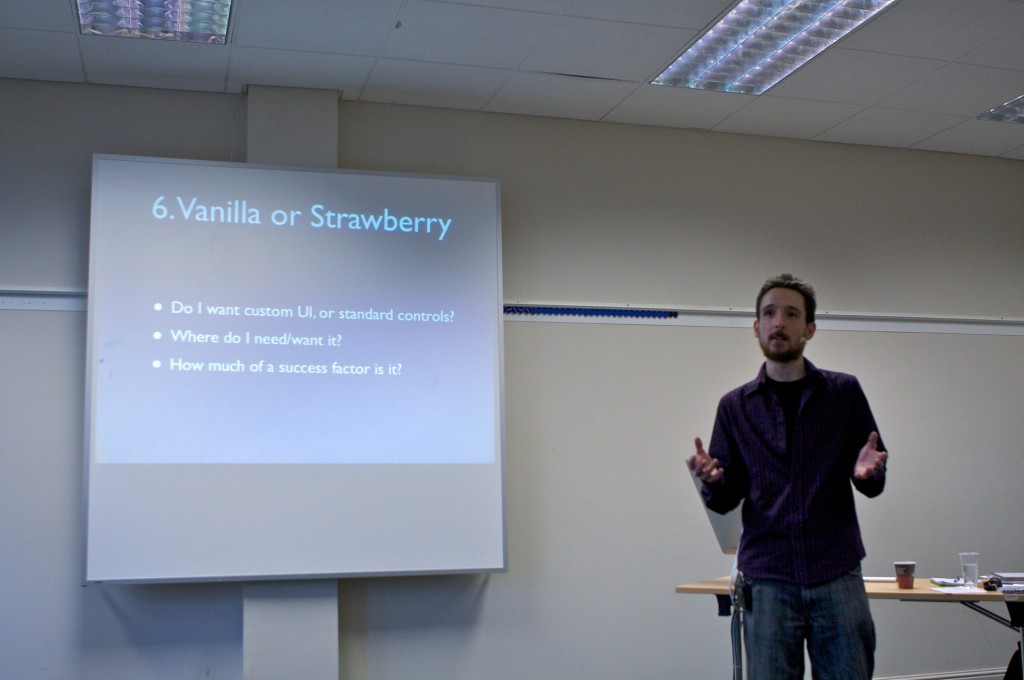 6. Vanilla or Strawberry
• Do I want custom UI, or standard controls?
• Where do I need/want it?
• How much of a success factor is it?